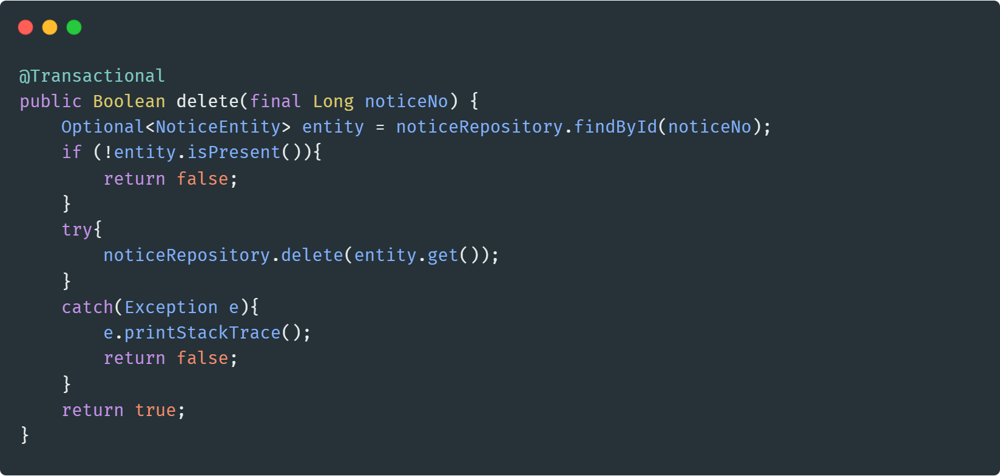 @Transactional
public Boolean delete(final Long noticeNo) {
    Optional<NoticeEntity> entity = noticeRepository.findById(noticeNo);
    if (!entity.isPresent()){
        return false;
    }
    try{
        noticeRepository.delete(entity.get());
    }
    catch(Exception e){
        e.printStackTrace();
        return false;
    }
    return true;
}